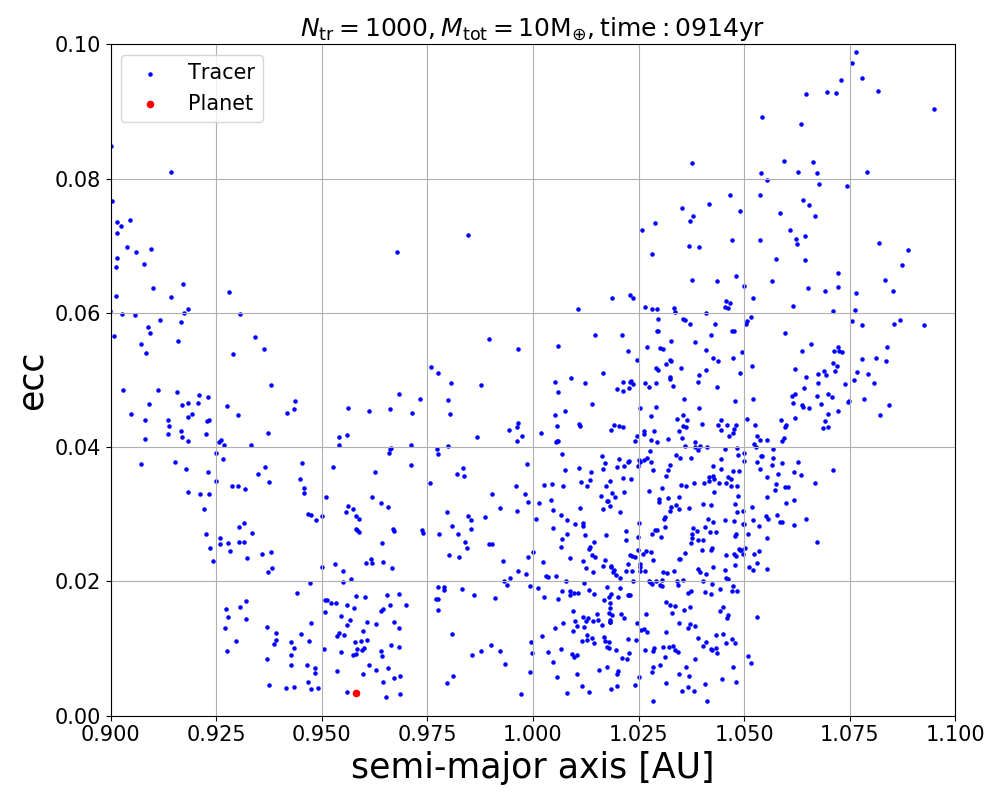 N_tr = 1000, M_tot = 10M_⊕, time : 0914yr
Tracer
Planet
0.10
0.08
0.06
0.04
0.02
0.00
ecc
0.900 0.925 0.950 0.975 1.000 1.025 1.050 1.075 1.100
semi-major axis [AU]